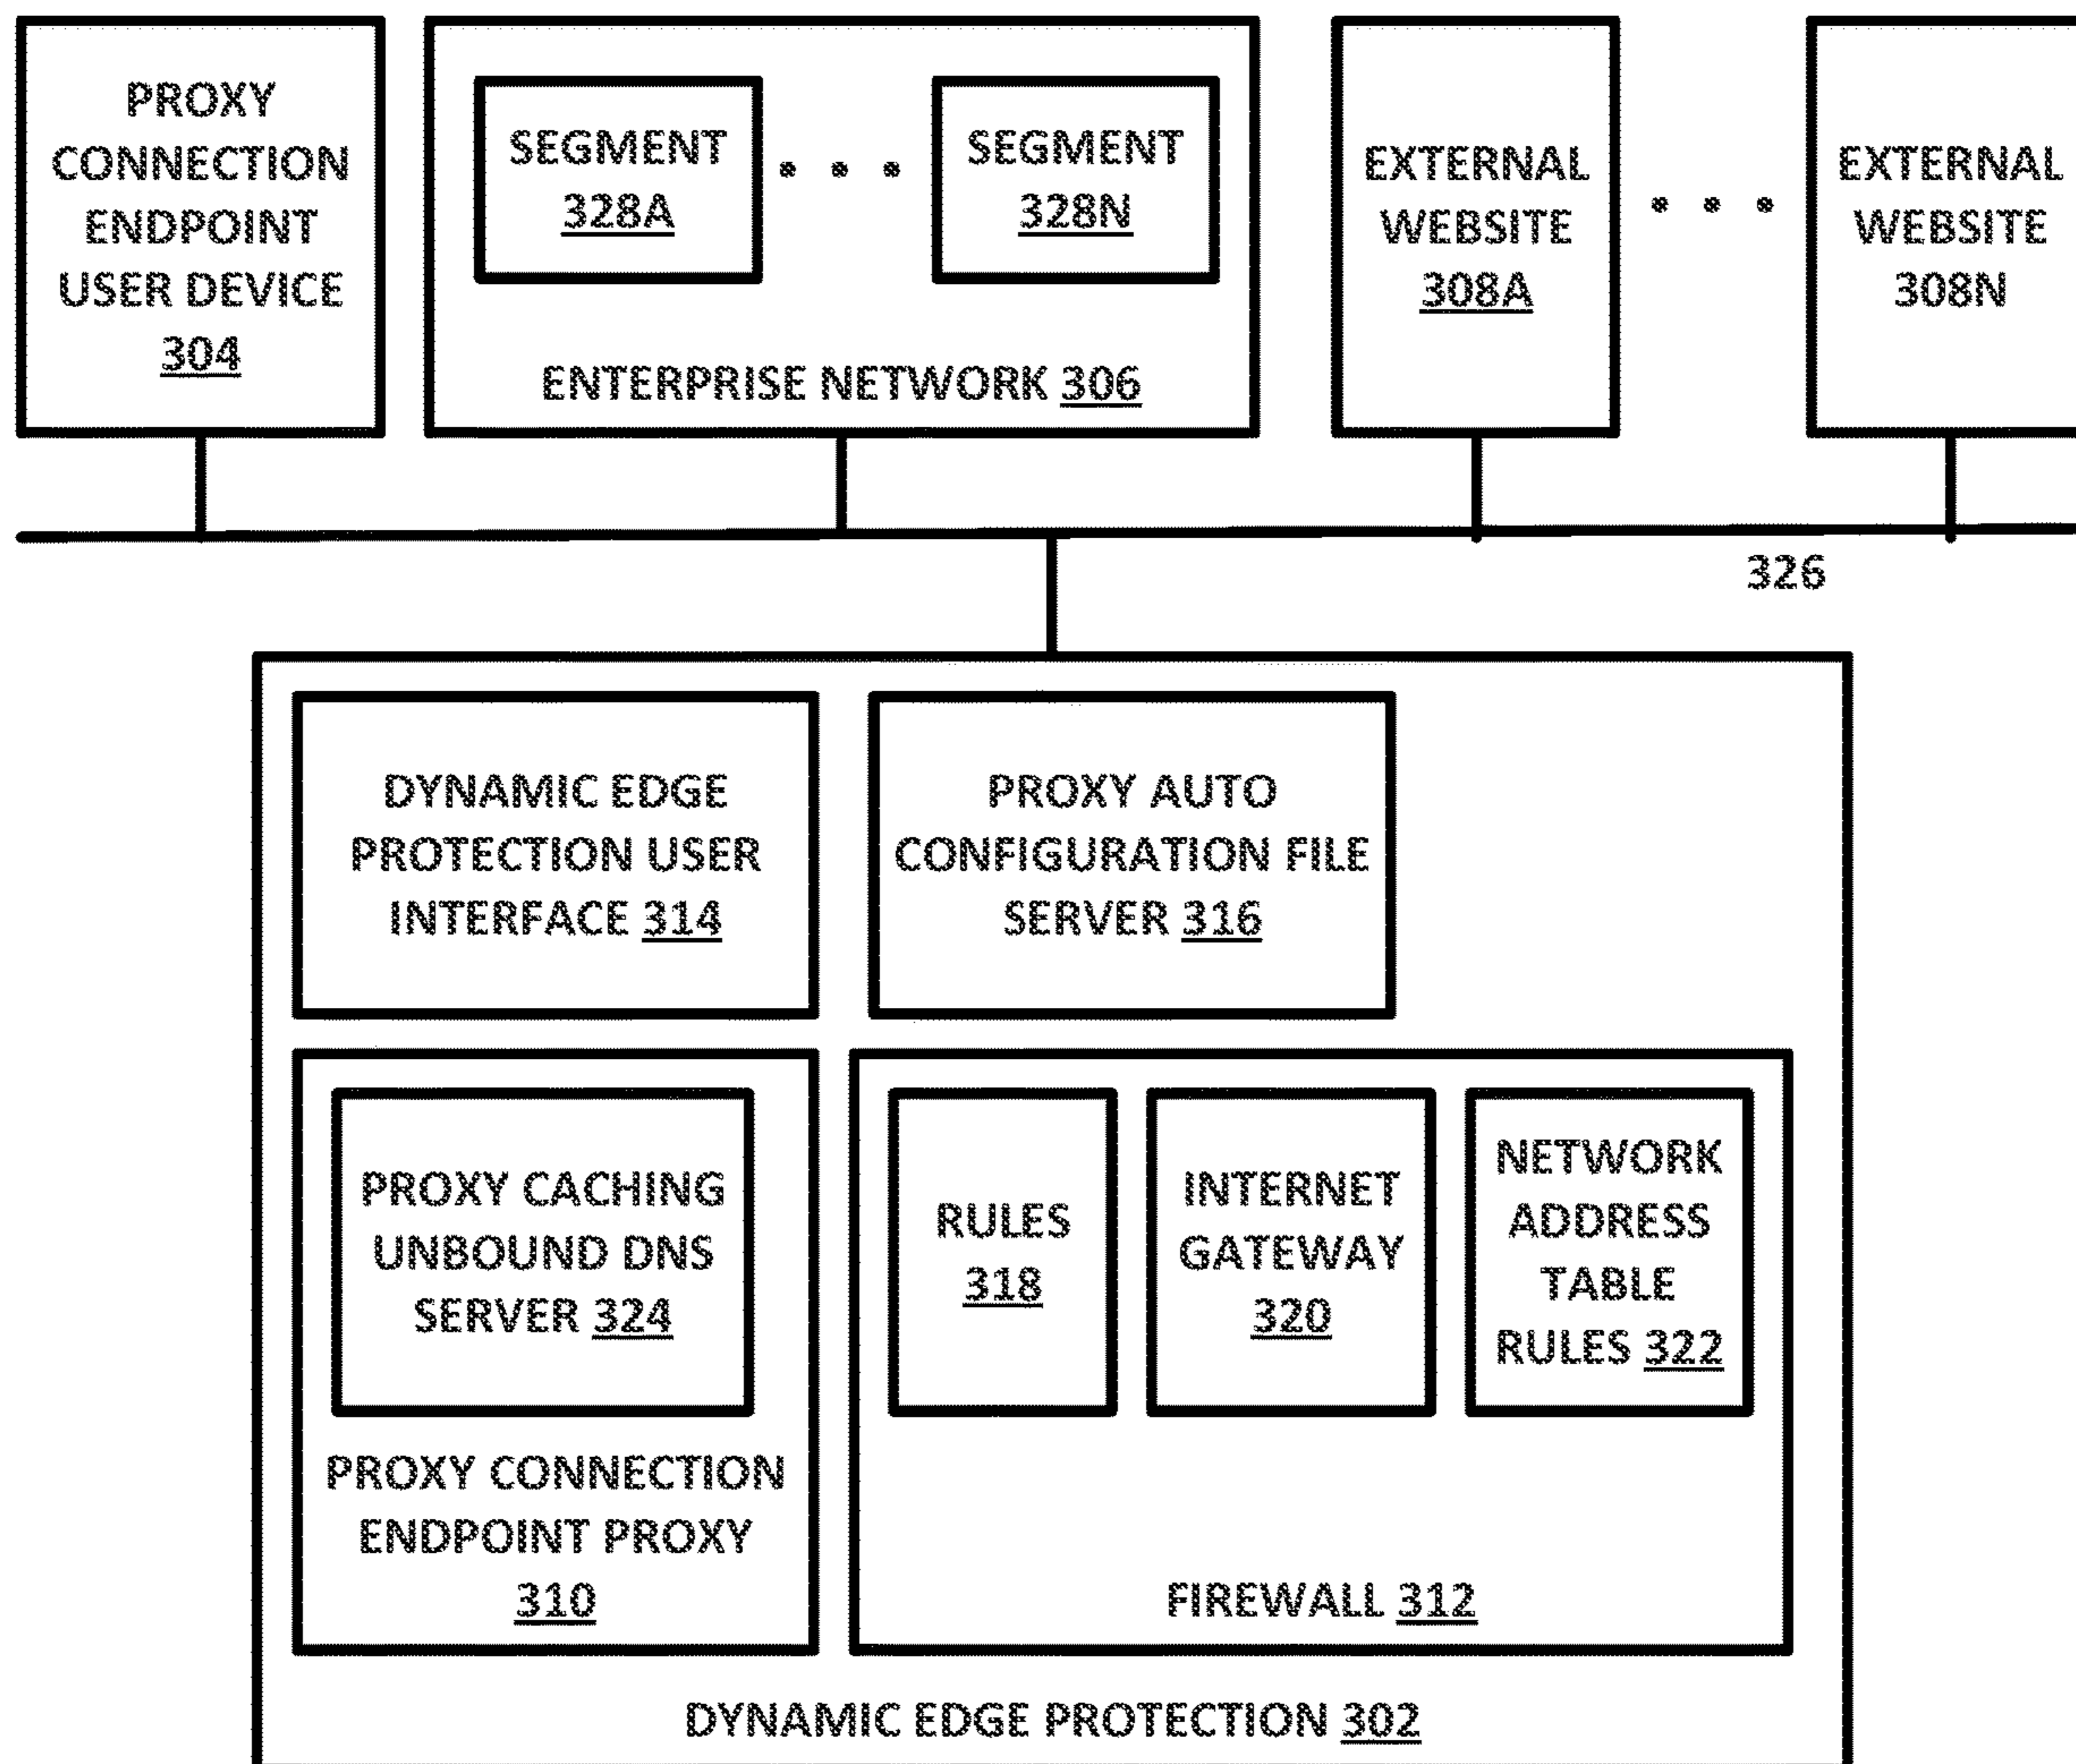 PROXY
CONNECTION
ENDPOINT
USER DEVICE
304
SEGMENT
328A
SEGMENT
328N
ENTERPRISE NETWORK 306
EXTERNAL
WEBSITE
308A
EXTERNAL
WEBSITE
308N
326
DYNAMIC EDGE
PROTECTION USER
INTERFACE 314
PROXY AUTO
CONFIGURATION FILE
SERVER 316
PROXY CACHING
UNBOUND DNS
SERVER 324
PROXY CONNECTION
ENDPOINT PROXY
310
RULES
318
INTERNET
GATEWAY
320
NETWORK
ADDRESS
TABLE
RULES 322
FIREWALL 312
DYNAMIC EDGE PROTECTION 302